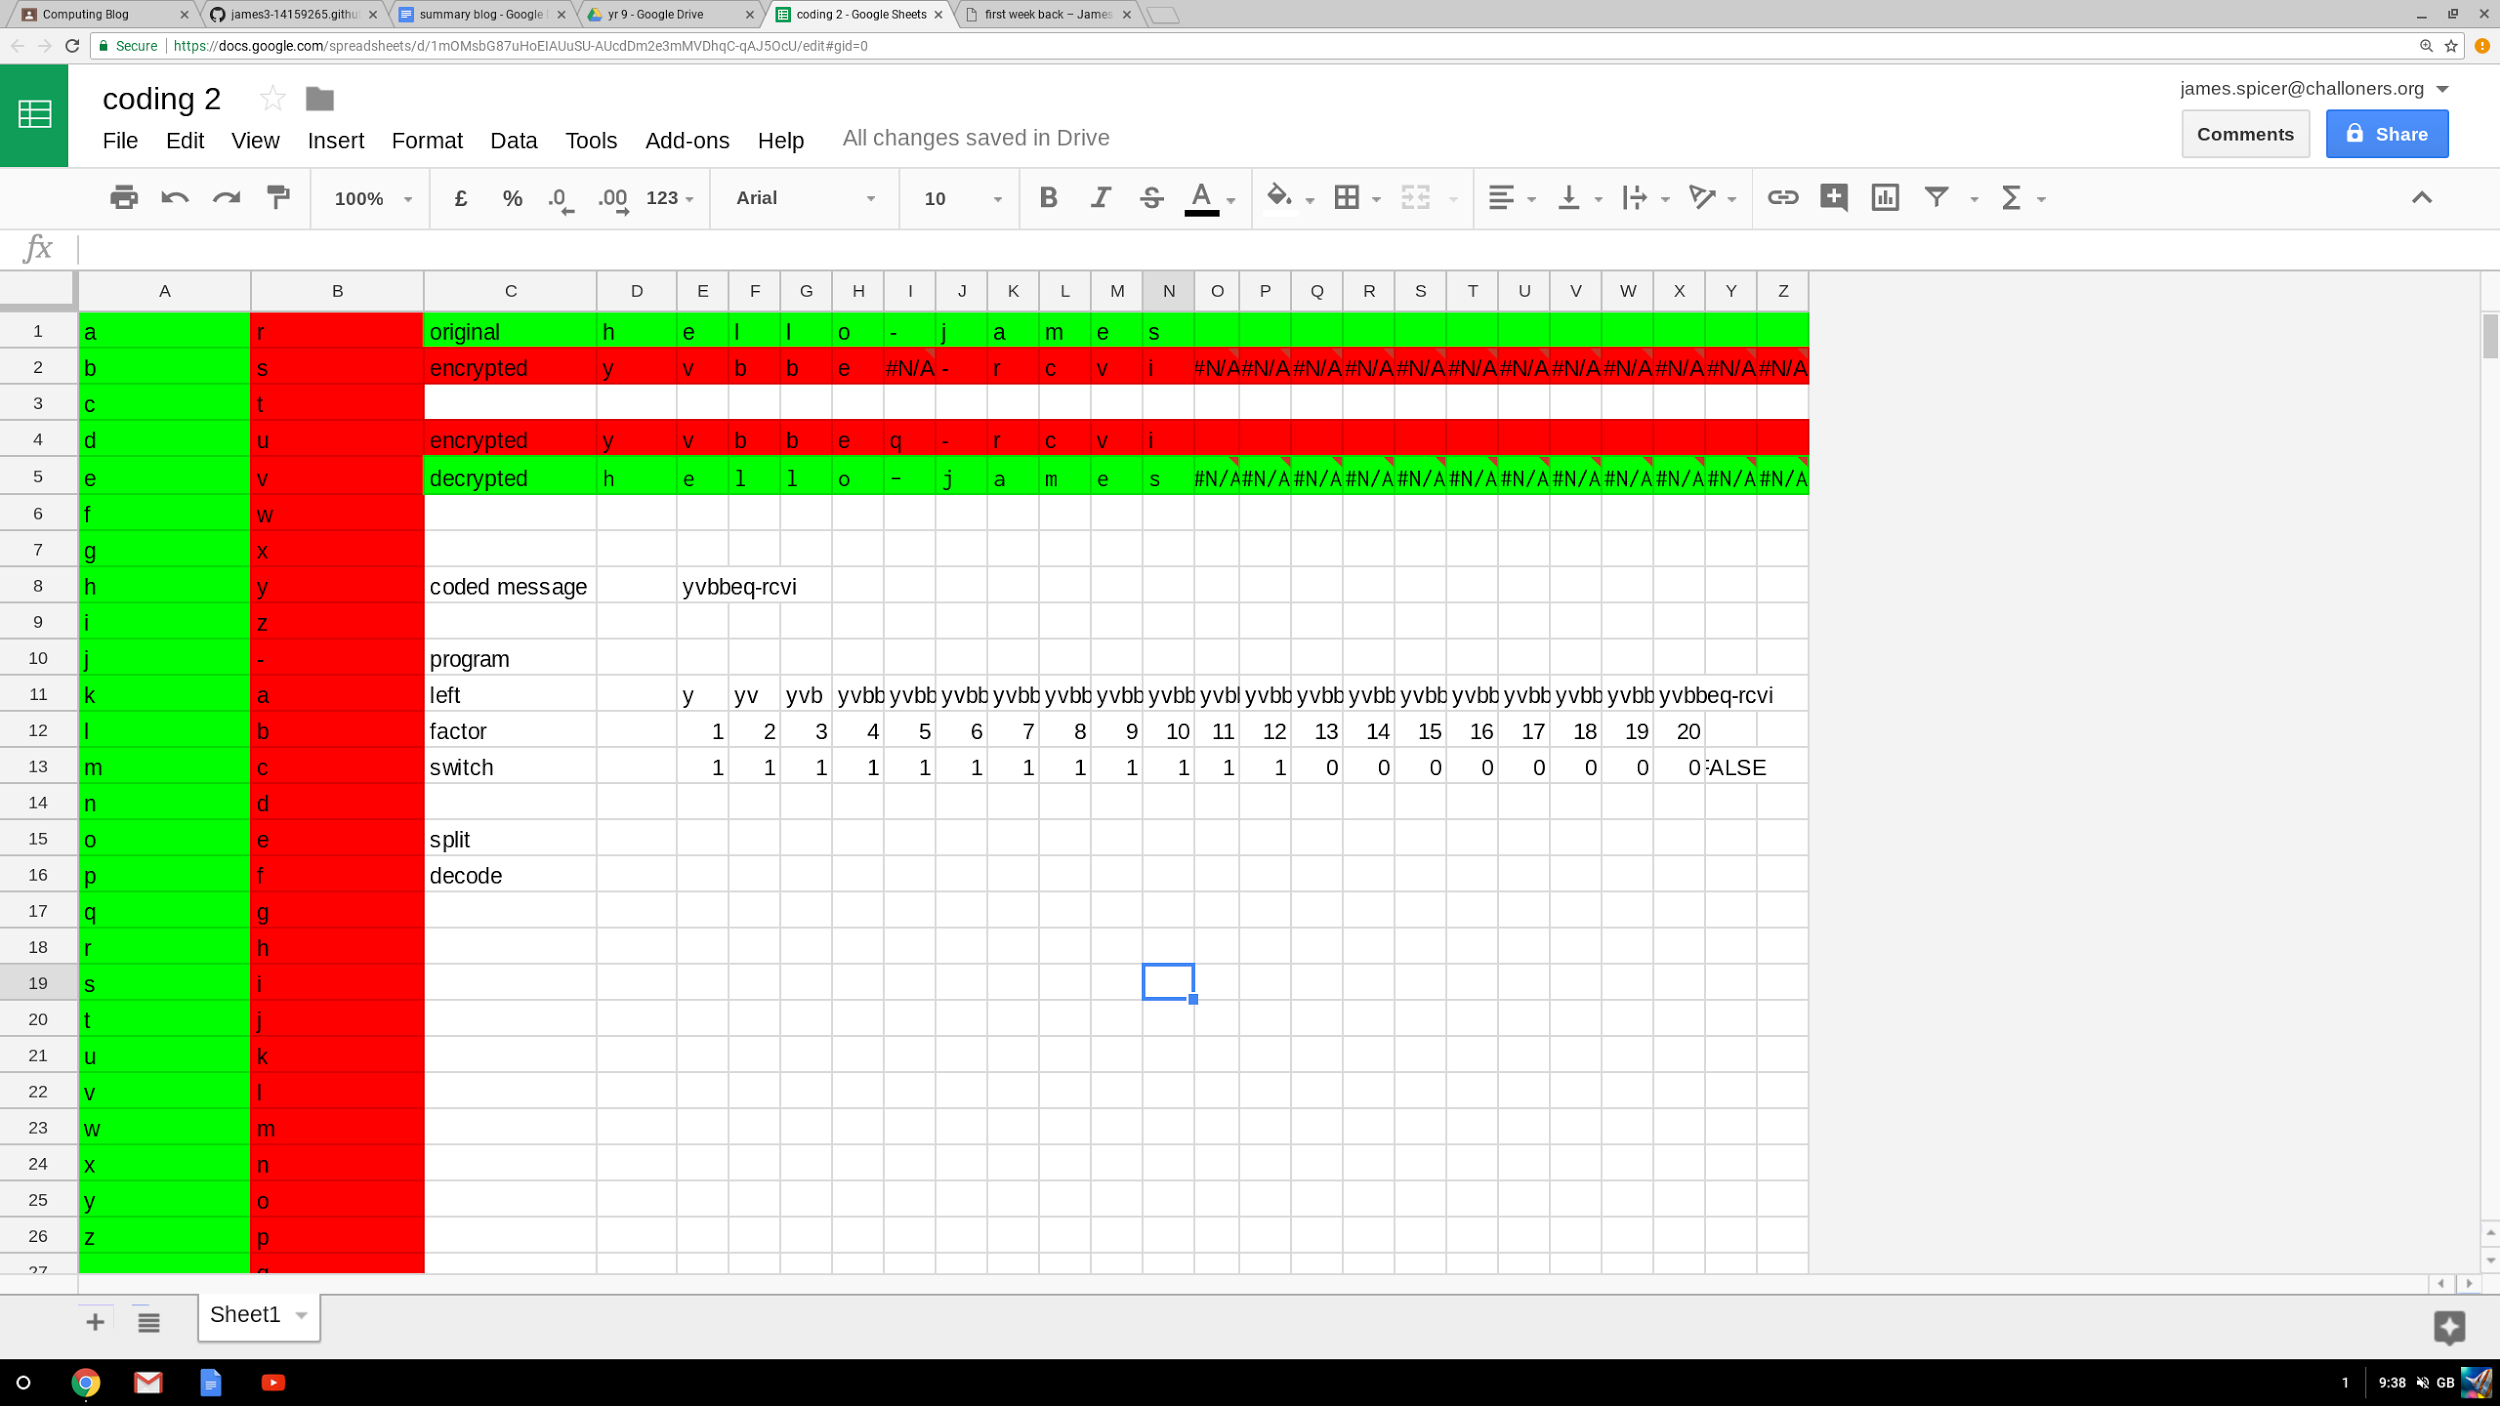 Computing Blog
james3-14159265.githu
summary blog - Google
yr 9 - Google Drive
coding 2 - Google Sheets
first week back – James
Secure https://docs.google.com/spreadsheets/d/1mOMsbG87uHoEIAUuSU-AUcdDm2e3mMVDhqC-qAJ5OcU/edit#gid=0
coding 2
james.spicer@challoners.org
File Edit View Insert Format Data Tools Add-ons Help All changes saved in Drive
Comments Share
100% £ % .0 .00 123 Arial 10 B I S A Σ
fx
A B C D E F G H I J K L M N O P Q R S T U V W X Y Z
1 a r original h e l l o - j a m e s
2 b s encrypted y v b b e #N/A - r c v i #N/A #N/A #N/A #N/A #N/A #N/A #N/A #N/A #N/A #N/A #N/A #N/A
3 c t
4 d u encrypted y v b b e q - r c v i
5 e v decrypted h e l l o - j a m e s #N/A #N/A #N/A #N/A #N/A #N/A #N/A #N/A #N/A #N/A #N/A #N/A
6 f w
7 g x
8 h y coded message yvbbeq-rcvi
9 i z
10 j - program
11 k a left y yv yvb yvbb yvbb yvbb yvbb yvbb yvbb yvbb yvbb yvbb yvbb yvbb yvbb yvbb yvbb yvbb yvbb yvbbeq-rcvi
12 l b factor 1 2 3 4 5 6 7 8 9 10 11 12 13 14 15 16 17 18 19 20
13 m c switch 1 1 1 1 1 1 1 1 1 1 1 1 0 0 0 0 0 0 0 0 FALSE
14 n d
15 o e split
16 p f decode
17 q g
18 r h
19 s i
20 t j
21 u k
22 v l
23 w m
24 x n
25 y o
26 z p
27 q
Sheet1
1 9:38 GB